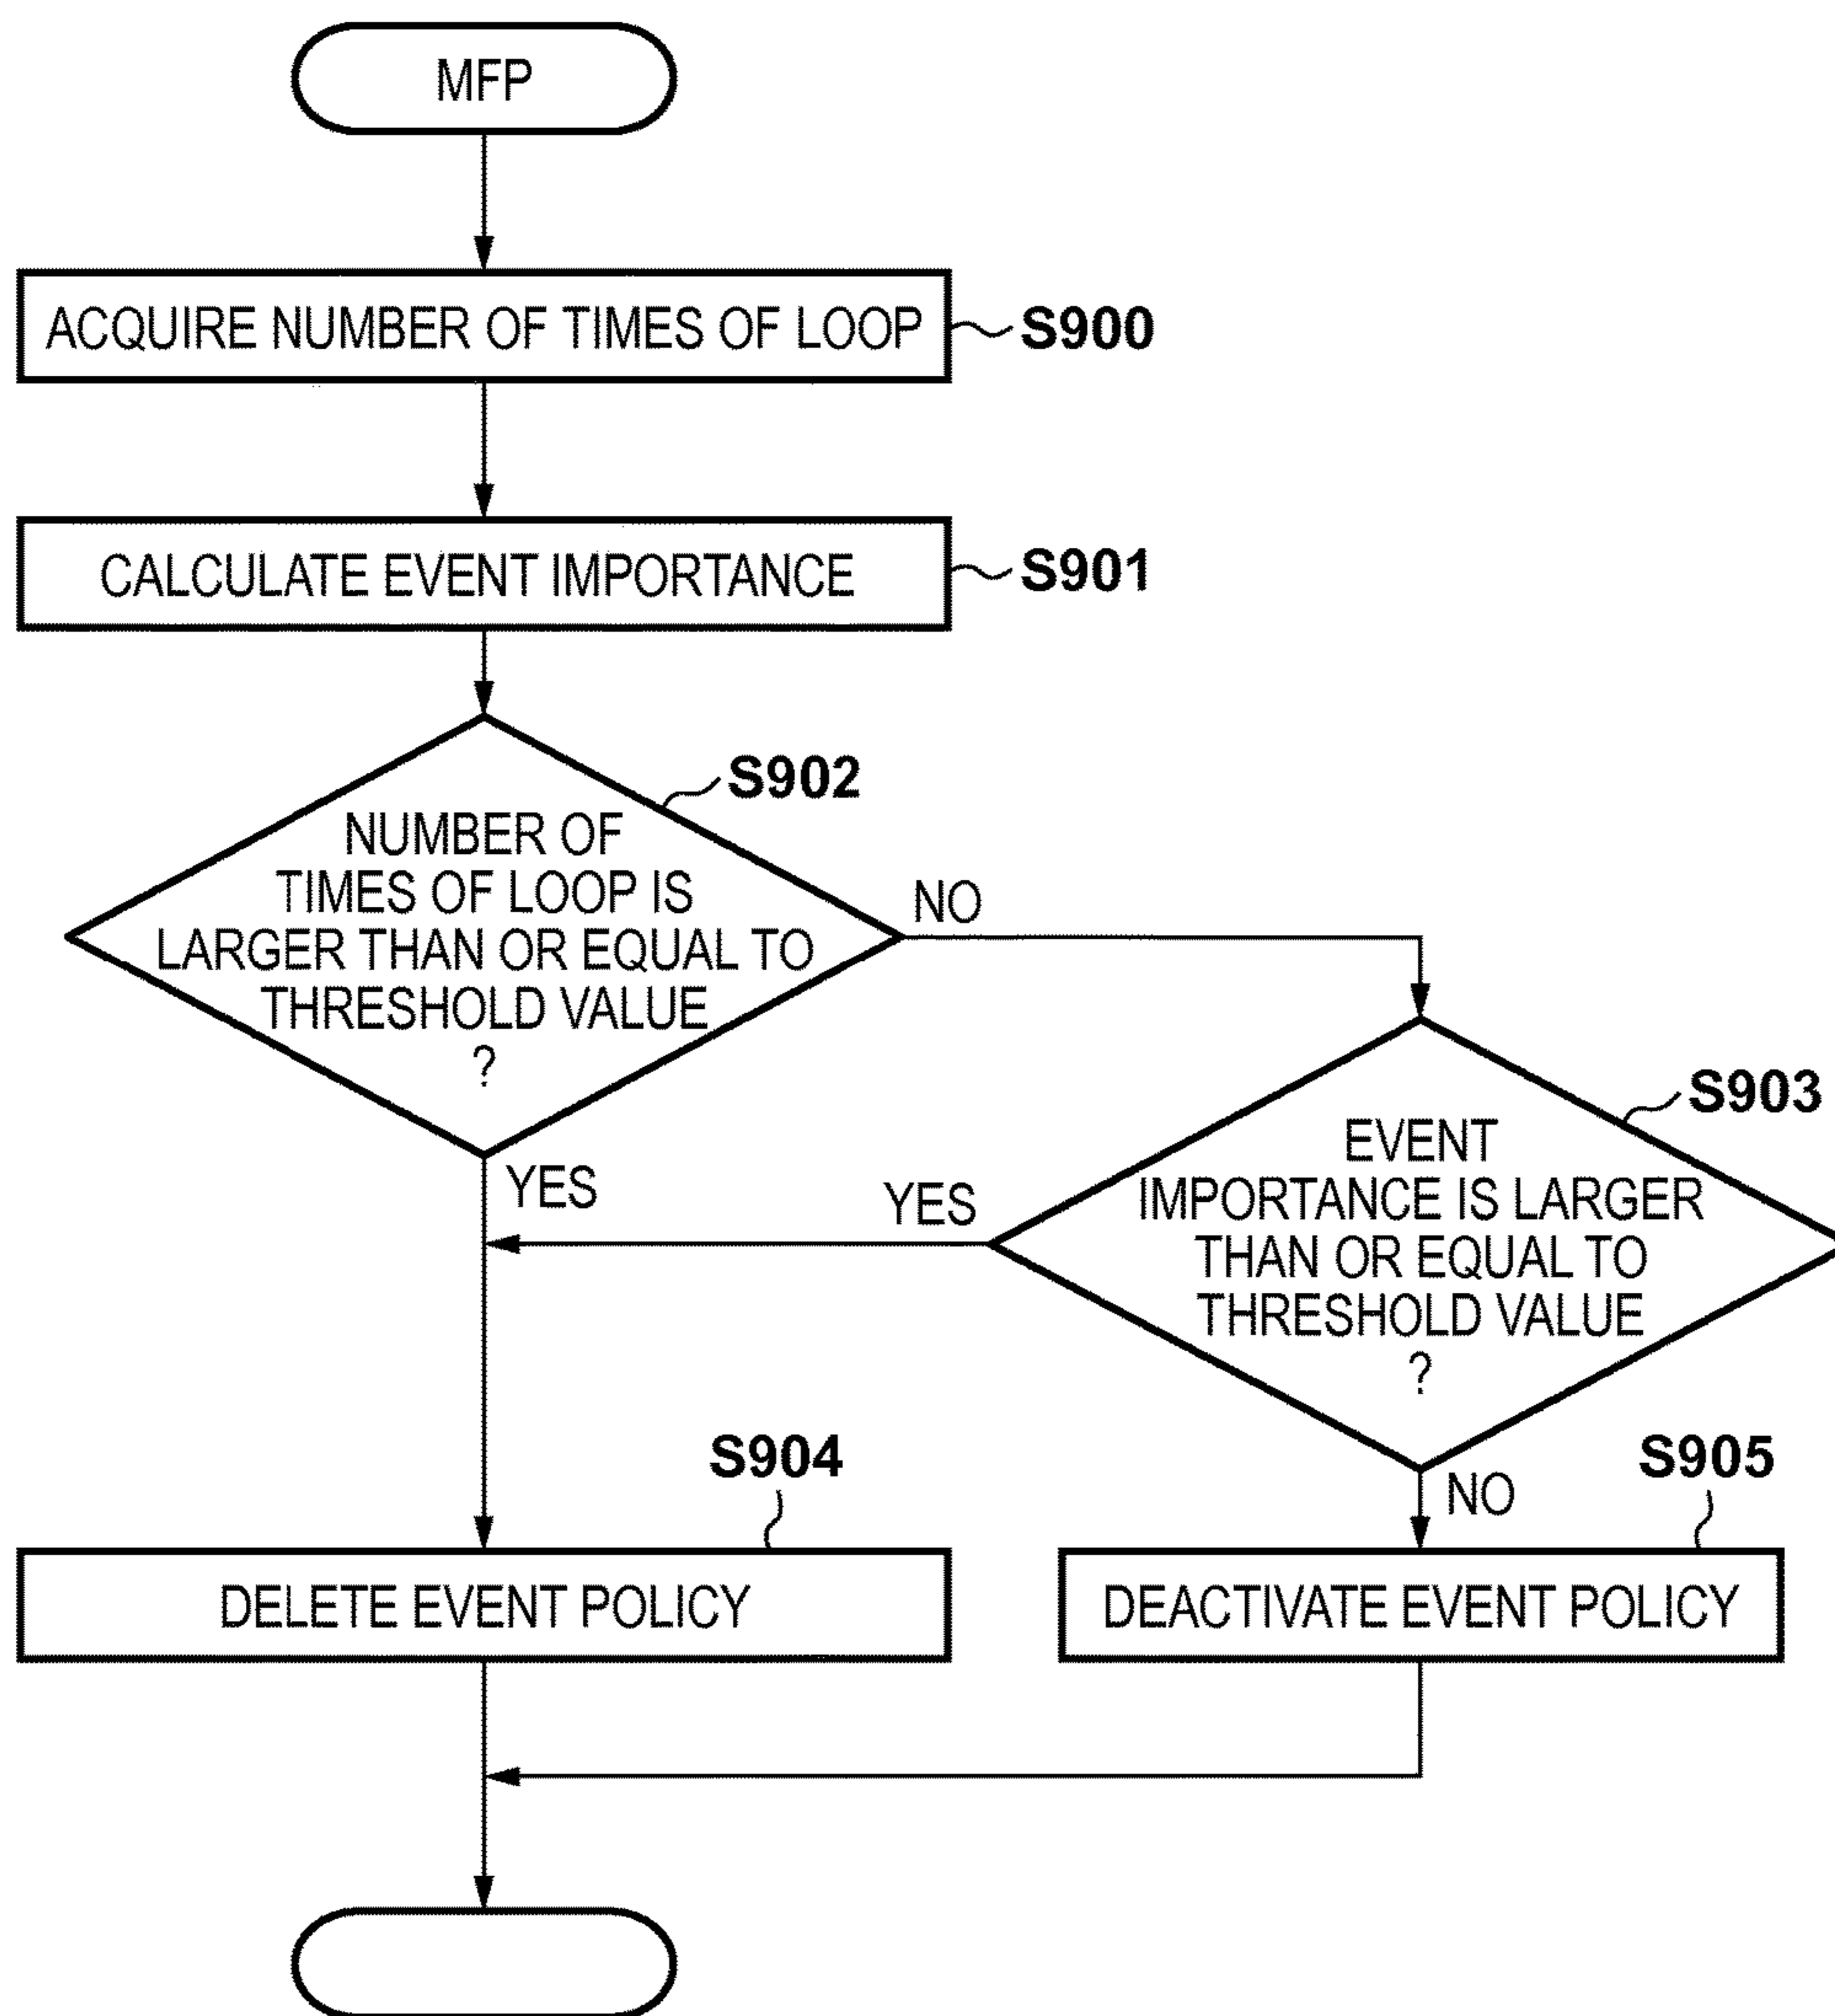 MFP
ACQUIRE NUMBER OF TIMES OF LOOP
S900
CALCULATE EVENT IMPORTANCE
S901
S902
NUMBER OF
TIMES OF LOOP IS
LARGER THAN OR EQUAL TO
THRESHOLD VALUE
?
NO
YES
S903
EVENT
IMPORTANCE IS LARGER
THAN OR EQUAL TO
THRESHOLD VALUE
?
YES
NO
S904
DELETE EVENT POLICY
S905
DEACTIVATE EVENT POLICY